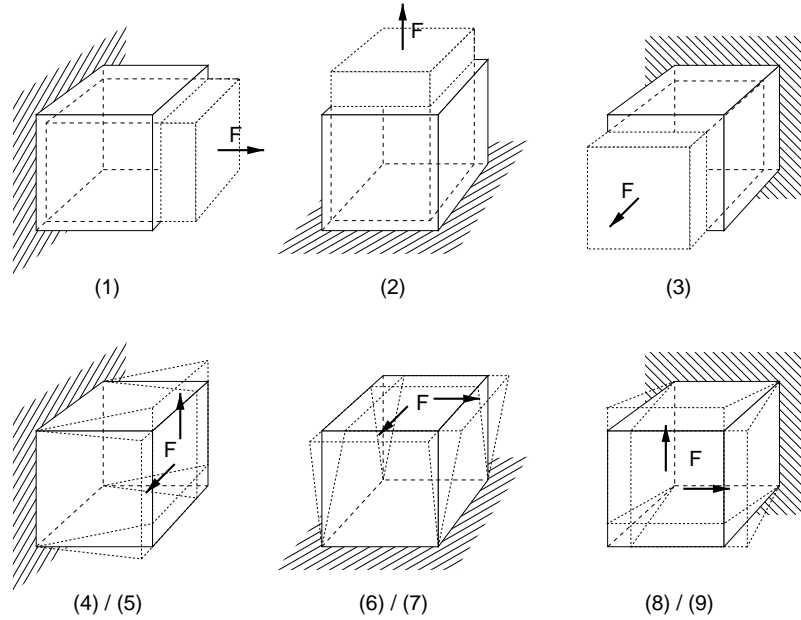 F F F
(1) (2) (3)
F F F
(4) / (5) (6) / (7) (8) / (9)